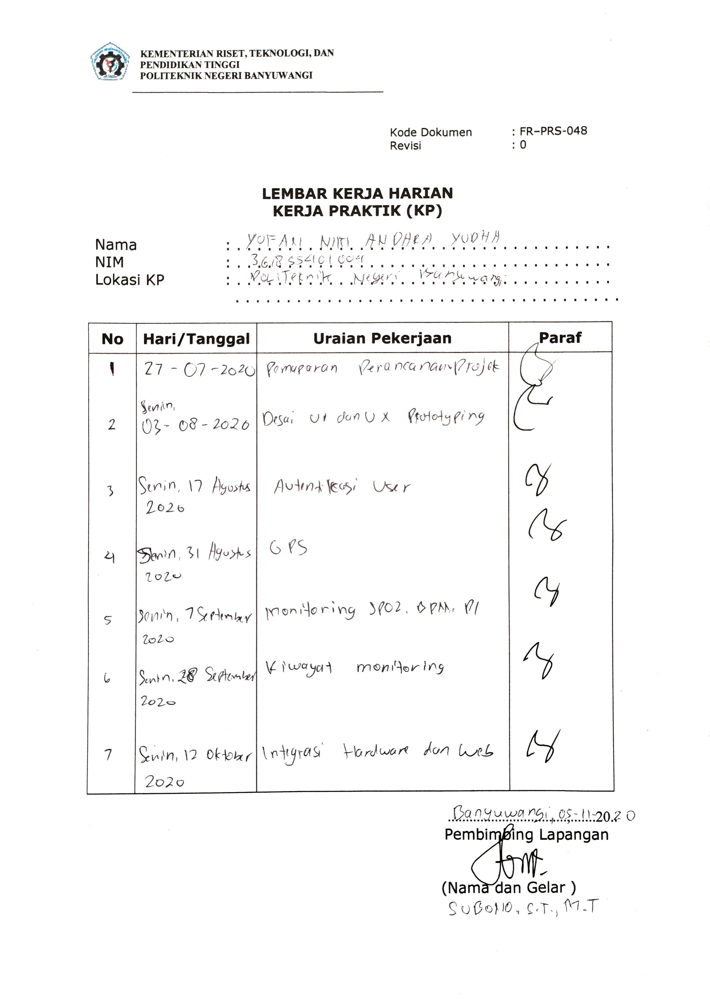 KEMENTERIAN RISET, TEKNOLOGI, DAN
PENDIDIKAN TINGGI
POLITEKNIK NEGERI BANYUWANGI
Kode Dokumen : FR–PRS-048
Revisi : 0
LEMBAR KERJA HARIAN
KERJA PRAKTIK (KP)
Nama : YOFAN ANDHEA YUDHA
NIM : 361855401004
Lokasi KP : Politeknik Negeri Banyuwangi
No Hari/Tanggal Uraian Pekerjaan Paraf
1 27-07-2020 Pemaparan Perancanaan Projek
2 Senin,
03-08-2020 Desai UI dan UX Prototyping
3 Senin, 17 Agustus Autentikasi User
2020
4 Senin, 31 Agustus GPS
2020
5 Senin, 7 September monitoring SPO2, BPM, PI
2020
6 Senin, 28 September Riwayat monitoring
2020
7 Senin, 12 Oktober Integrasi Hardware dan Web
2020
Banyuwangi, 05-11-2020
Pembimbing Lapangan
(Nama dan Gelar )
SUBONO, S.T., M.T